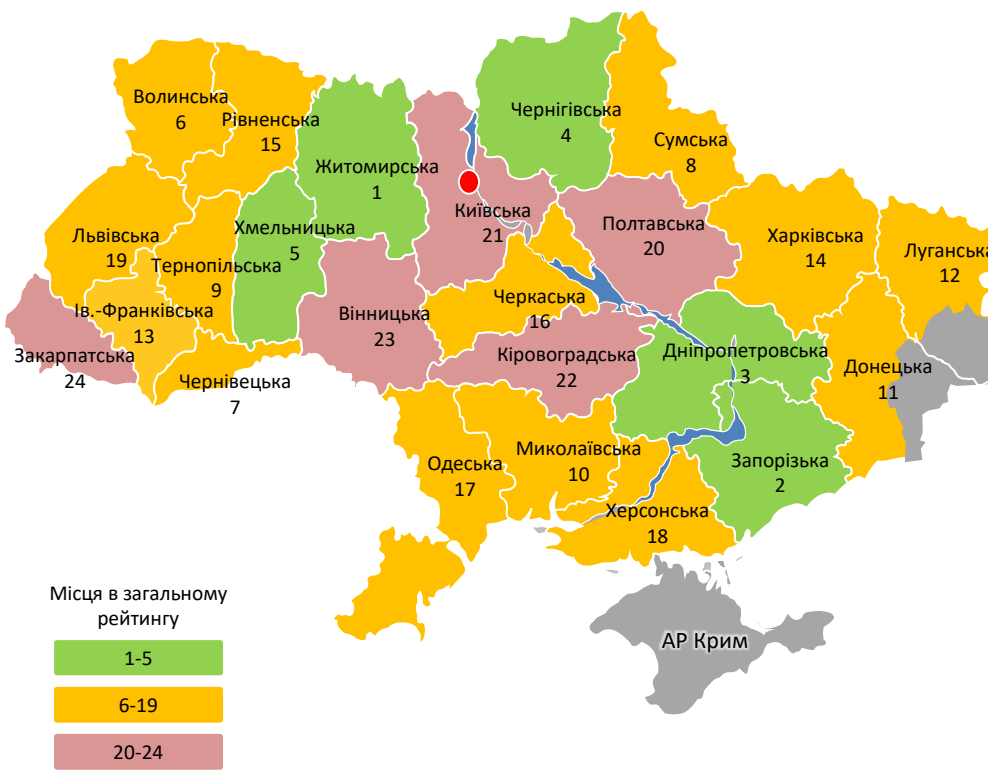 Волинська
6
Рівненська
15
Житомирська
1
Чернігівська
4
Сумська
8
Київська
21
Полтавська
20
Харківська
14
Луганська
12
Львівська
19
Тернопільська
9
Хмельницька
5
Ів.-Франківська
13
Закарпатська
24
Чернівецька
7
Вінницька
23
Черкаська
16
Кіровоградська
22
Дніпропетровська
3
Донецька
11
Одеська
17
Миколаївська
10
Запорізька
2
Херсонська
18
АР Крим
Місця в загальному
рейтингу
1-5
6-19
20-24